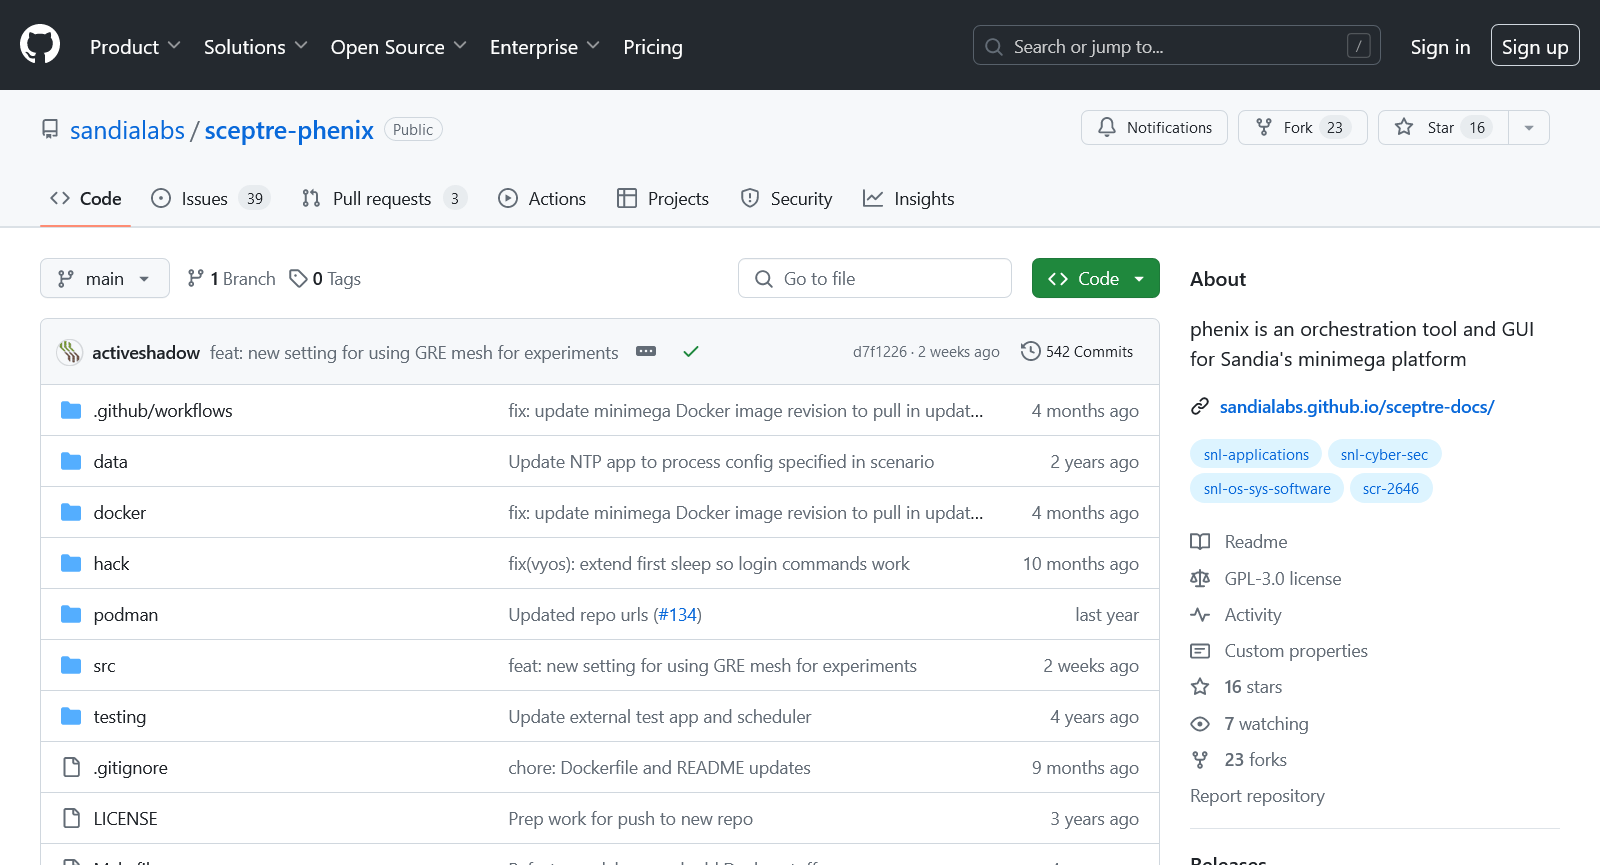 Product Solutions Open Source Enterprise Pricing Search or jump to... / Sign in Sign up
sandialabs / sceptre-phenix Public Notifications Fork 23 Star 16
Code Issues 39 Pull requests 3 Actions Projects Security Insights
main 1 Branch 0 Tags Go to file Code
activeshadow feat: new setting for using GRE mesh for experiments d7f1226 · 2 weeks ago 542 Commits
.github/workflows fix: update minimega Docker image revision to pull in updat... 4 months ago
data Update NTP app to process config specified in scenario 2 years ago
docker fix: update minimega Docker image revision to pull in updat... 4 months ago
hack fix(vyos): extend first sleep so login commands work 10 months ago
podman Updated repo urls (#134) last year
src feat: new setting for using GRE mesh for experiments 2 weeks ago
testing Update external test app and scheduler 4 years ago
.gitignore chore: Dockerfile and README updates 9 months ago
LICENSE Prep work for push to new repo 3 years ago
About
phenix is an orchestration tool and GUI
for Sandia's minimega platform
sandialabs.github.io/sceptre-docs/
snl-applications snl-cyber-sec
snl-os-sys-software scr-2646
Readme
GPL-3.0 license
Activity
Custom properties
16 stars
7 watching
23 forks
Report repository
Releases